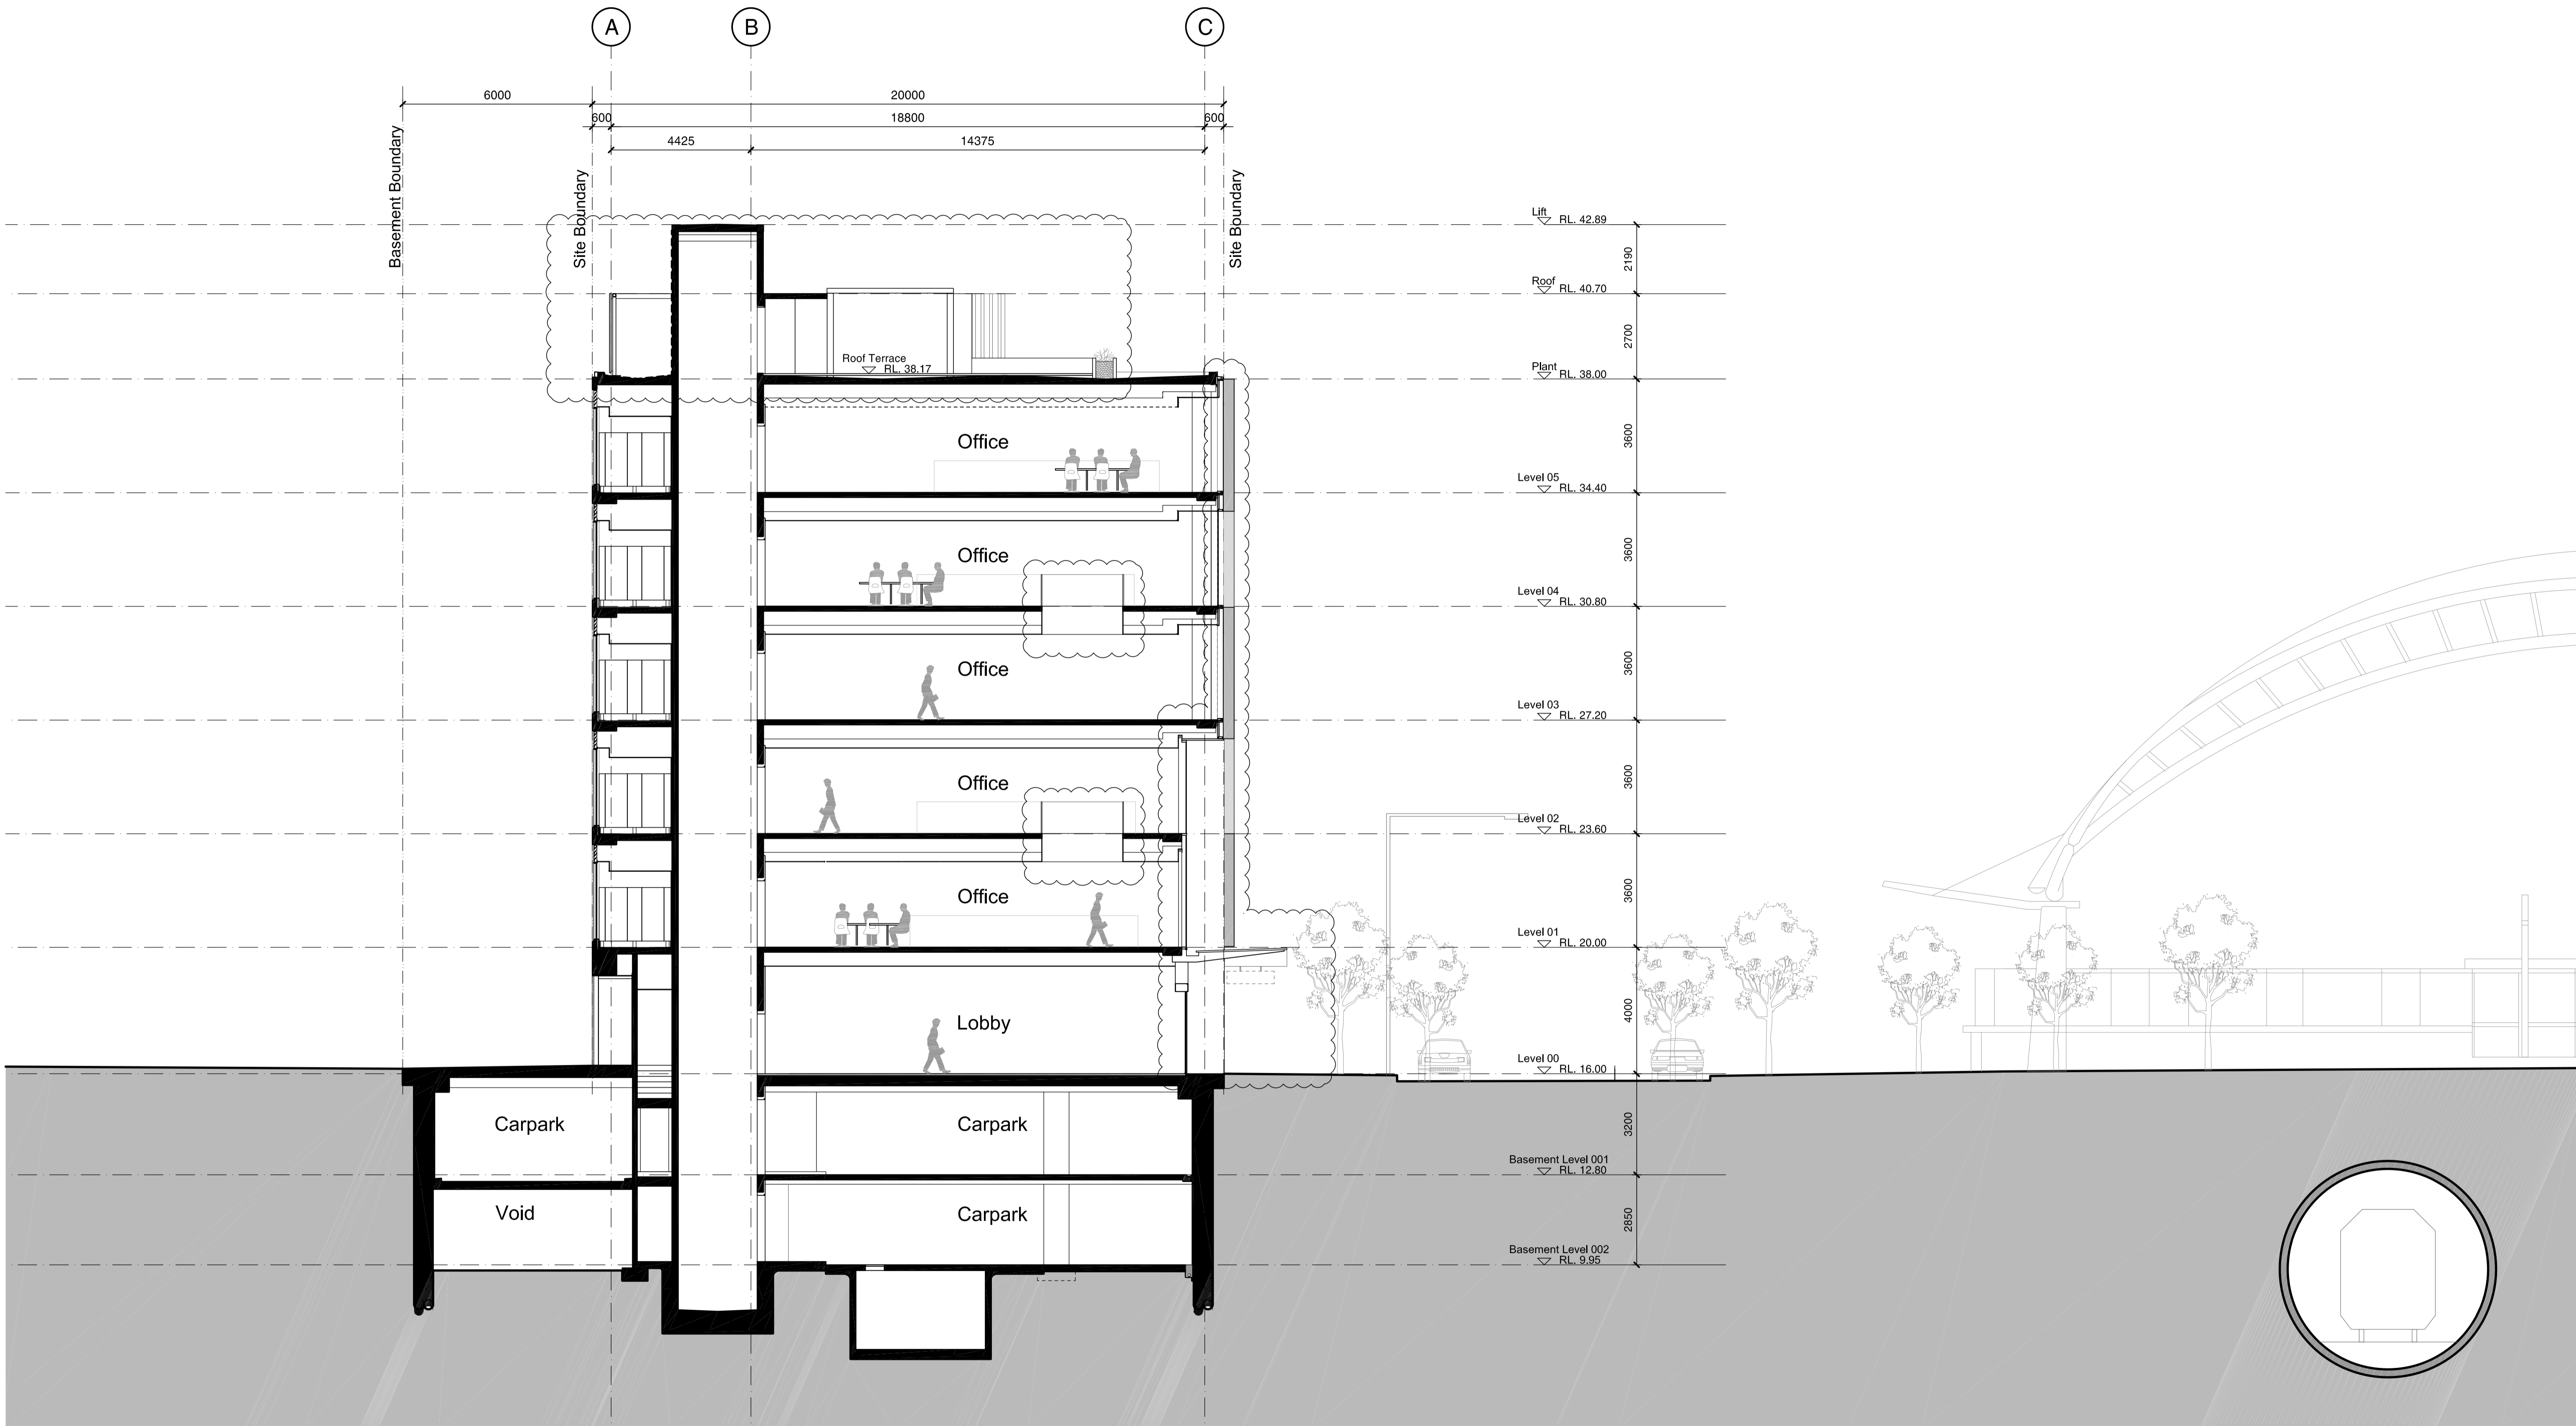 A
B
C
6000
20000
600
18800
600
4425
14375
Basement Boundary
Site Boundary
Site Boundary
Lift
RL. 42.89
2190
Roof
RL. 40.70
2700
Roof Terrace
RL. 38.17
Plant
RL. 38.00
3600
Office
Level 05
RL. 34.40
3600
Office
Level 04
RL. 30.80
3600
Office
Level 03
RL. 27.20
3600
Office
Level 02
RL. 23.60
3600
Office
Level 01
RL. 20.00
4000
Lobby
Level 00
RL. 16.00
3200
Carpark
Carpark
Basement Level 001
RL. 12.80
2850
Void
Carpark
Basement Level 002
RL. 9.95